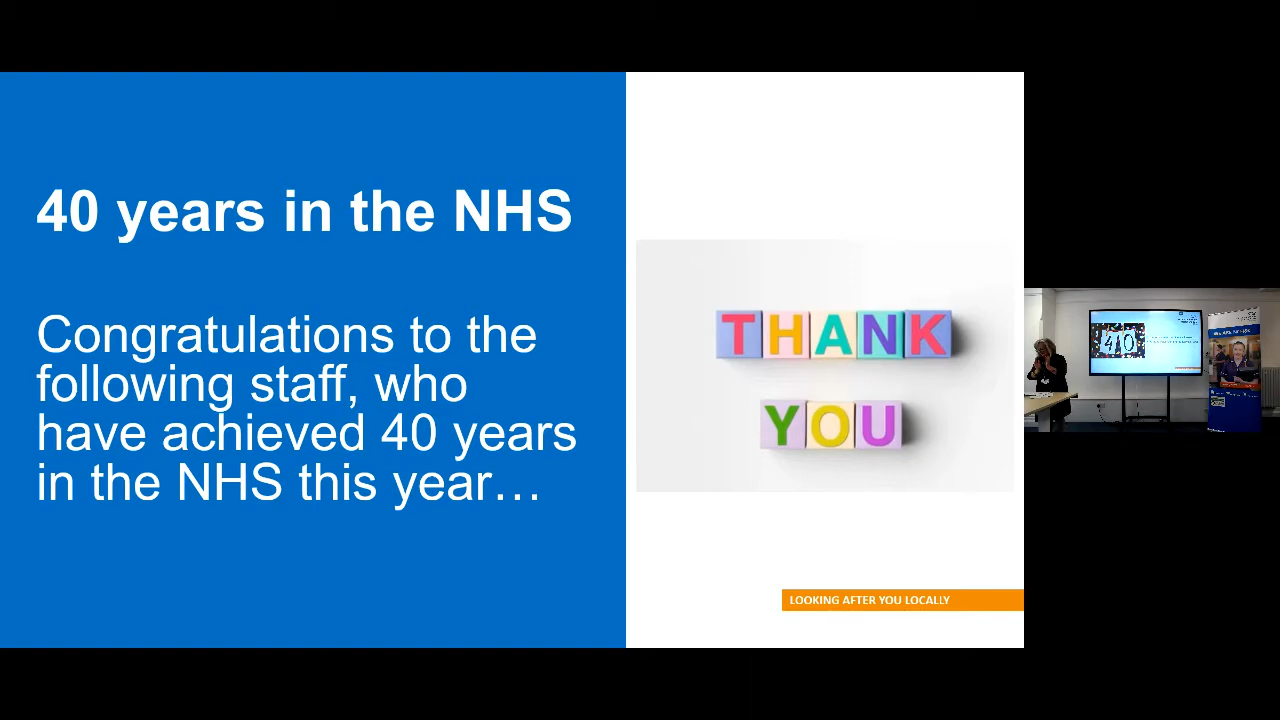 40 years in the NHS
Congratulations to the
following staff, who
have achieved 40 years
in the NHS this year…
THANK
YOU
LOOKING AFTER YOU LOCALLY
40